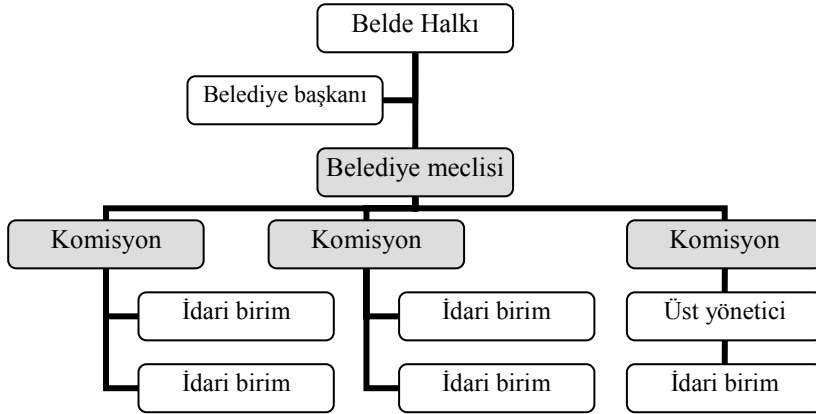 Belde Halkı
Belediye başkanı
Belediye meclisi
Komisyon
Komisyon
Komisyon
İdari birim
İdari birim
Üst yönetici
İdari birim
İdari birim
İdari birim